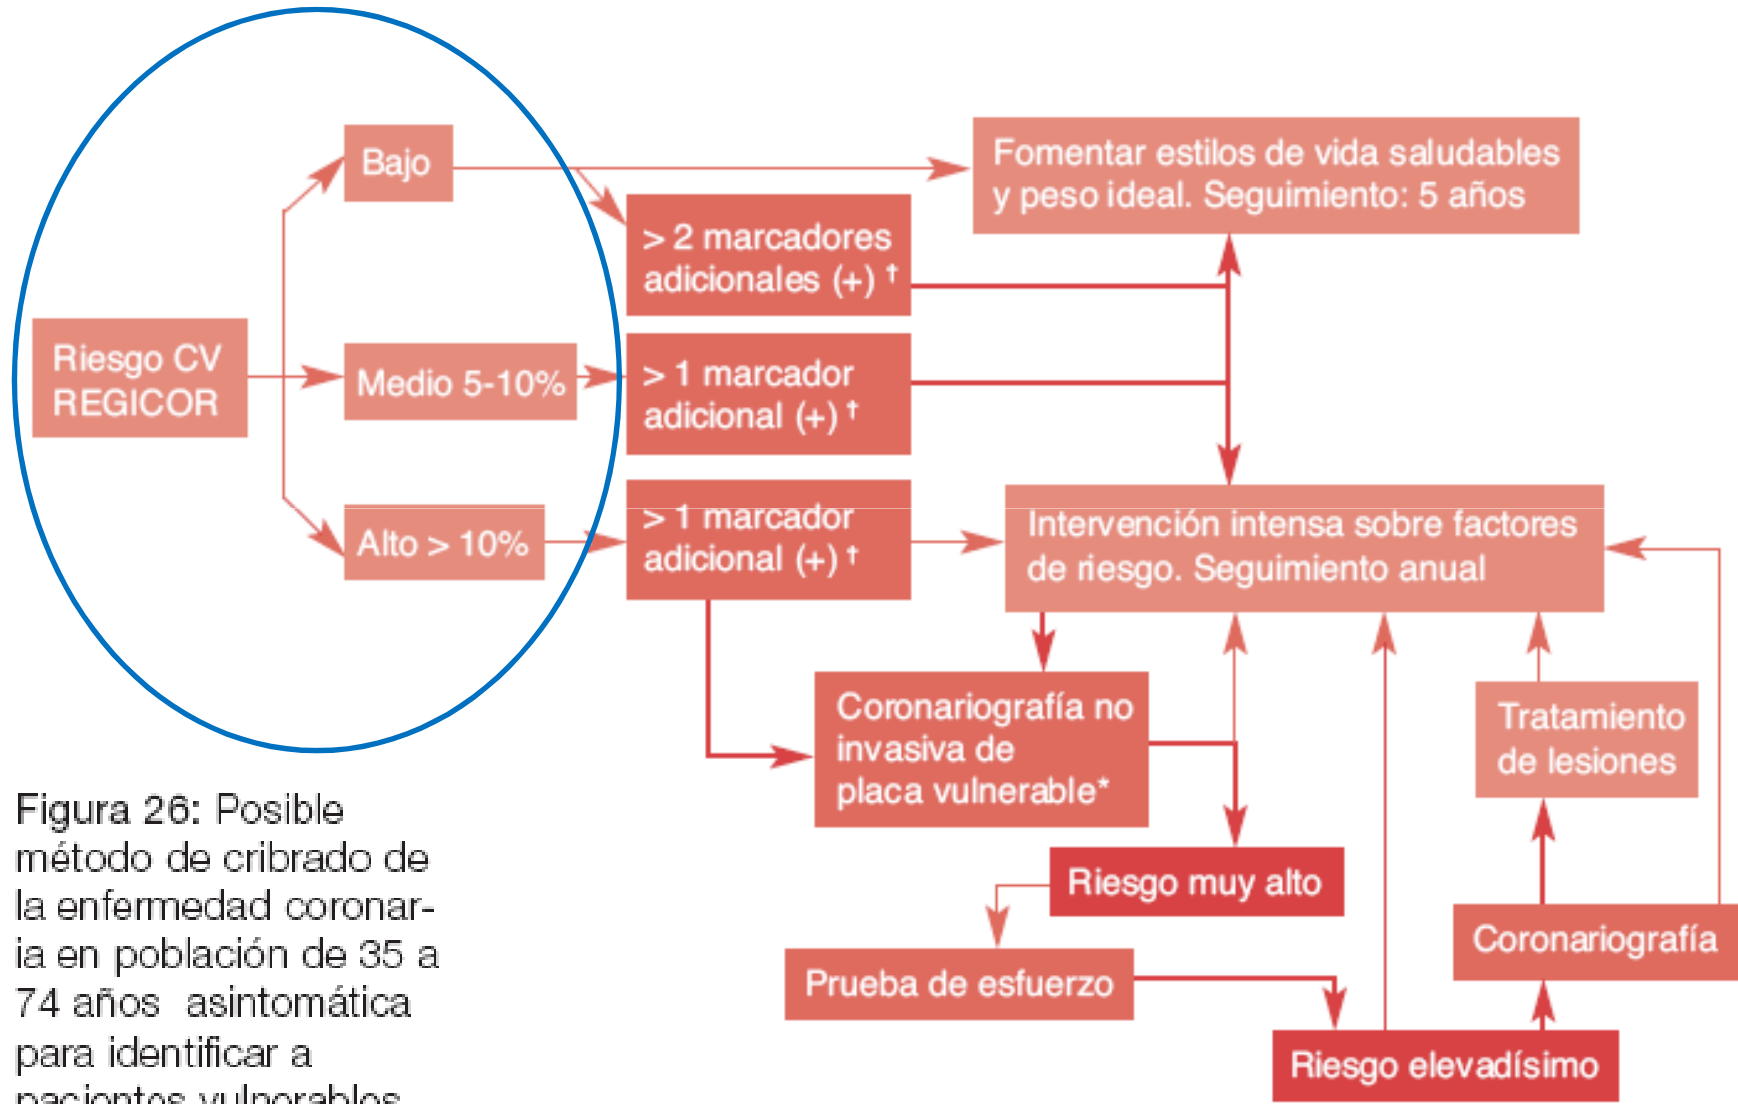 Bajo
Fomentar estilos de vida saludables
y peso ideal. Seguimiento: 5 años
> 2 marcadores
adicionales (+) †
Riesgo CV
REGICOR
Medio 5-10%
> 1 marcador
adicional (+) †
Alto > 10%
> 1 marcador
adicional (+) †
Intervención intensa sobre factores
de riesgo. Seguimiento anual
Coronariografía no
invasiva de
placa vulnerable*
Tratamiento
de lesiones
Riesgo muy alto
Coronariografía
Prueba de esfuerzo
Riesgo elevadísimo
Figura 26: Posible
método de cribrado de
la enfermedad coronar-
ia en población de 35 a
74 años asintomática
para identificar a
pacientes vulnerables